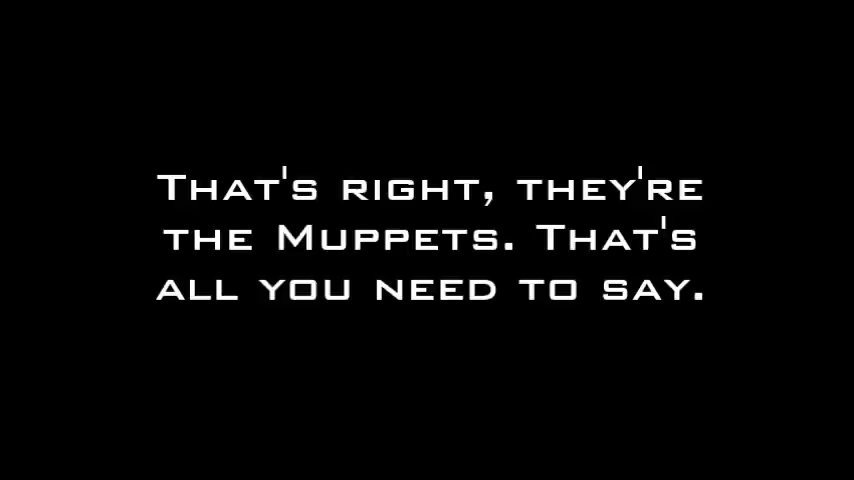 That's right, they're
the Muppets. That's
all you need to say.